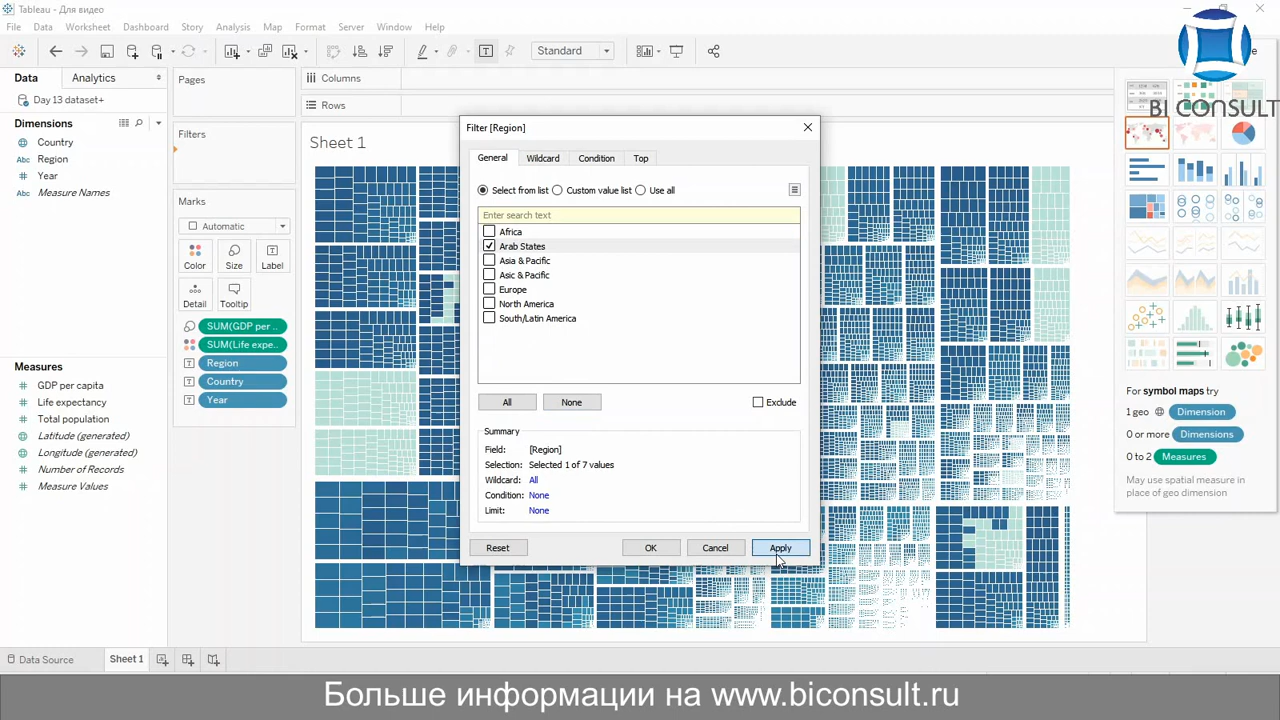 Tableau - Для видео
File Data Worksheet Dashboard Story Analysis Map Format Server Window Help
Standard
BI CONSULT
Data Analytics
Day 13 dataset+
Dimensions
Country
Abc Region
Year
Abc Measure Names
Measures
GDP per capita
Life expectancy
Total population
Latitude (generated)
Longitude (generated)
Number of Records
Measure Values
Pages
Filters
Marks
Automatic
Color Size Label
Detail Tooltip
SUM(GDP per ..
SUM(Life expe..
Region
Country
Year
Columns
Rows
Sheet 1
Filter [Region]
General Wildcard Condition Top
Select from list Custom value list Use all
Enter search text
Africa
Arab States
Asia & Pacific
Asic & Pacific
Europe
North America
South/Latin America
All None Exclude
Summary
Field: [Region]
Selection: Selected 1 of 7 values
Wildcard: All
Condition: None
Limit: None
Reset OK Cancel Apply
For symbol maps try
1 geo Dimension
0 or more Dimensions
0 to 2 Measures
May use spatial measure in
place of geo dimension
Data Source Sheet 1
Больше информации на www.biconsult.ru